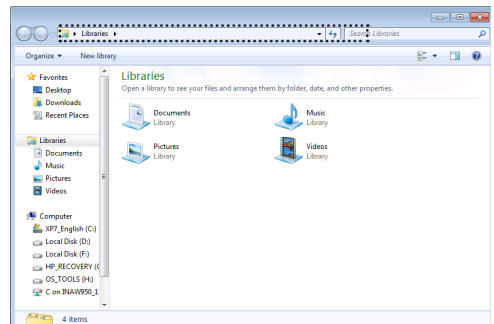 Libraries
Search Libraries
Organize
New library
Favorites
Desktop
Downloads
Recent Places
Libraries
Documents
Music
Pictures
Videos
Computer
XP7_English (C:)
Local Disk (D:)
Local Disk (F:)
HP_RECOVERY (
OS_TOOLS (H:)
C on INAW950_1
Libraries
Open a library to see your files and arrange them by folder, date, and other properties.
Documents
Library
Music
Library
Pictures
Library
Videos
Library
4 items